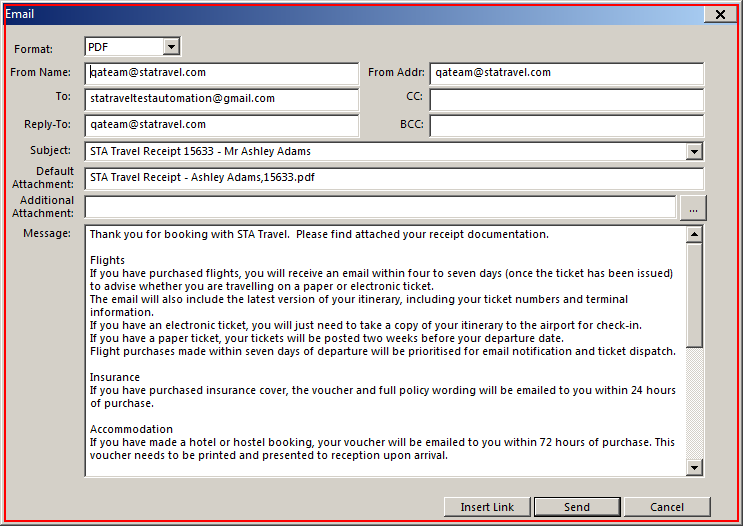 Email
Format: PDF
From Name: qateam@statravel.com From Addr: qateam@statravel.com
To: statraveltestautomation@gmail.com CC:
Reply-To: qateam@statravel.com BCC:
Subject: STA Travel Receipt 15633 - Mr Ashley Adams
Default
Attachment: STA Travel Receipt - Ashley Adams,15633.pdf
Additional
Attachment: ...
Message: Thank you for booking with STA Travel.  Please find attached your receipt documentation.
Flights
If you have purchased flights, you will receive an email within four to seven days (once the ticket has been issued)
to advise whether you are travelling on a paper or electronic ticket.
The email will also include the latest version of your itinerary, including your ticket numbers and terminal
information.
If you have an electronic ticket, you will just need to take a copy of your itinerary to the airport for check-in.
If you have a paper ticket, your tickets will be posted two weeks before your departure date.
Flight purchases made within seven days of departure will be prioritised for email notification and ticket dispatch.
Insurance
If you have purchased insurance cover, the voucher and full policy wording will be emailed to you within 24 hours
of purchase.
Accommodation
If you have made a hotel or hostel booking, your voucher will be emailed to you within 72 hours of purchase. This
voucher needs to be printed and presented to reception upon arrival.
Insert Link Send Cancel